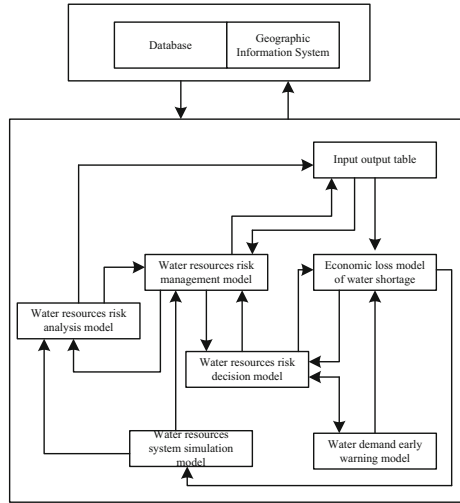 Database
Geographic
Information System
Input output table
Water resources risk
management model
Economic loss model
of water shortage
Water resources risk
analysis model
Water resources risk
decision model
Water resources
system simulation
model
Water demand early
warning model